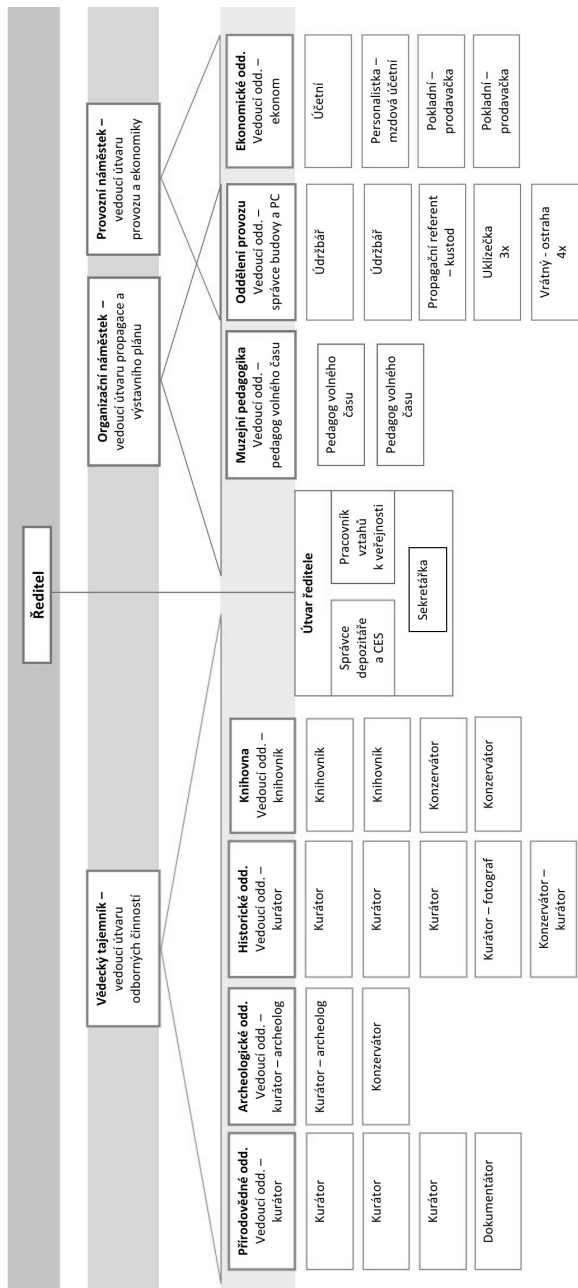 Ředitel
Vědecký tajemník –
vedoucí útvaru
odborných činností
Organizační náměstek –
vedoucí útvaru propagace a
výstavního plánu
Provozní náměstek –
vedoucí útvaru
provozu a ekonomiky
Přírodovědné odd.
Vedoucí odd. –
kurátor
Kurátor
Kurátor
Kurátor
Dokumentátor
Archeologické odd.
Vedoucí odd. –
kurátor – archeolog
Kurátor – archeolog
Konzervátor
Historické odd.
Vedoucí odd. –
kurátor
Kurátor
Kurátor
Kurátor
Kurátor – fotograf
Konzervátor –
kurátor
Knihovna
Vedoucí odd. –
knihovník
Knihovník
Knihovník
Konzervátor
Konzervátor
Útvar ředitele
Správce
depozitáře
a CES
Pracovník
vztahů
k veřejnosti
Sekretářka
Muzejní pedagogika
Vedoucí odd. –
pedagog volného času
Pedagog volného
času
Pedagog volného
času
Oddělení provozu
Vedoucí odd. –
správce budovy a PC
Údržbář
Údržbář
Propagační referent
– kustod
Uklízečka
3x
Vrátný - ostraha
4x
Ekonomické odd.
Vedoucí odd. –
ekonom
Účetní
Personalistka –
mzdová účetní
Pokladní –
prodavačka
Pokladní –
prodavačka